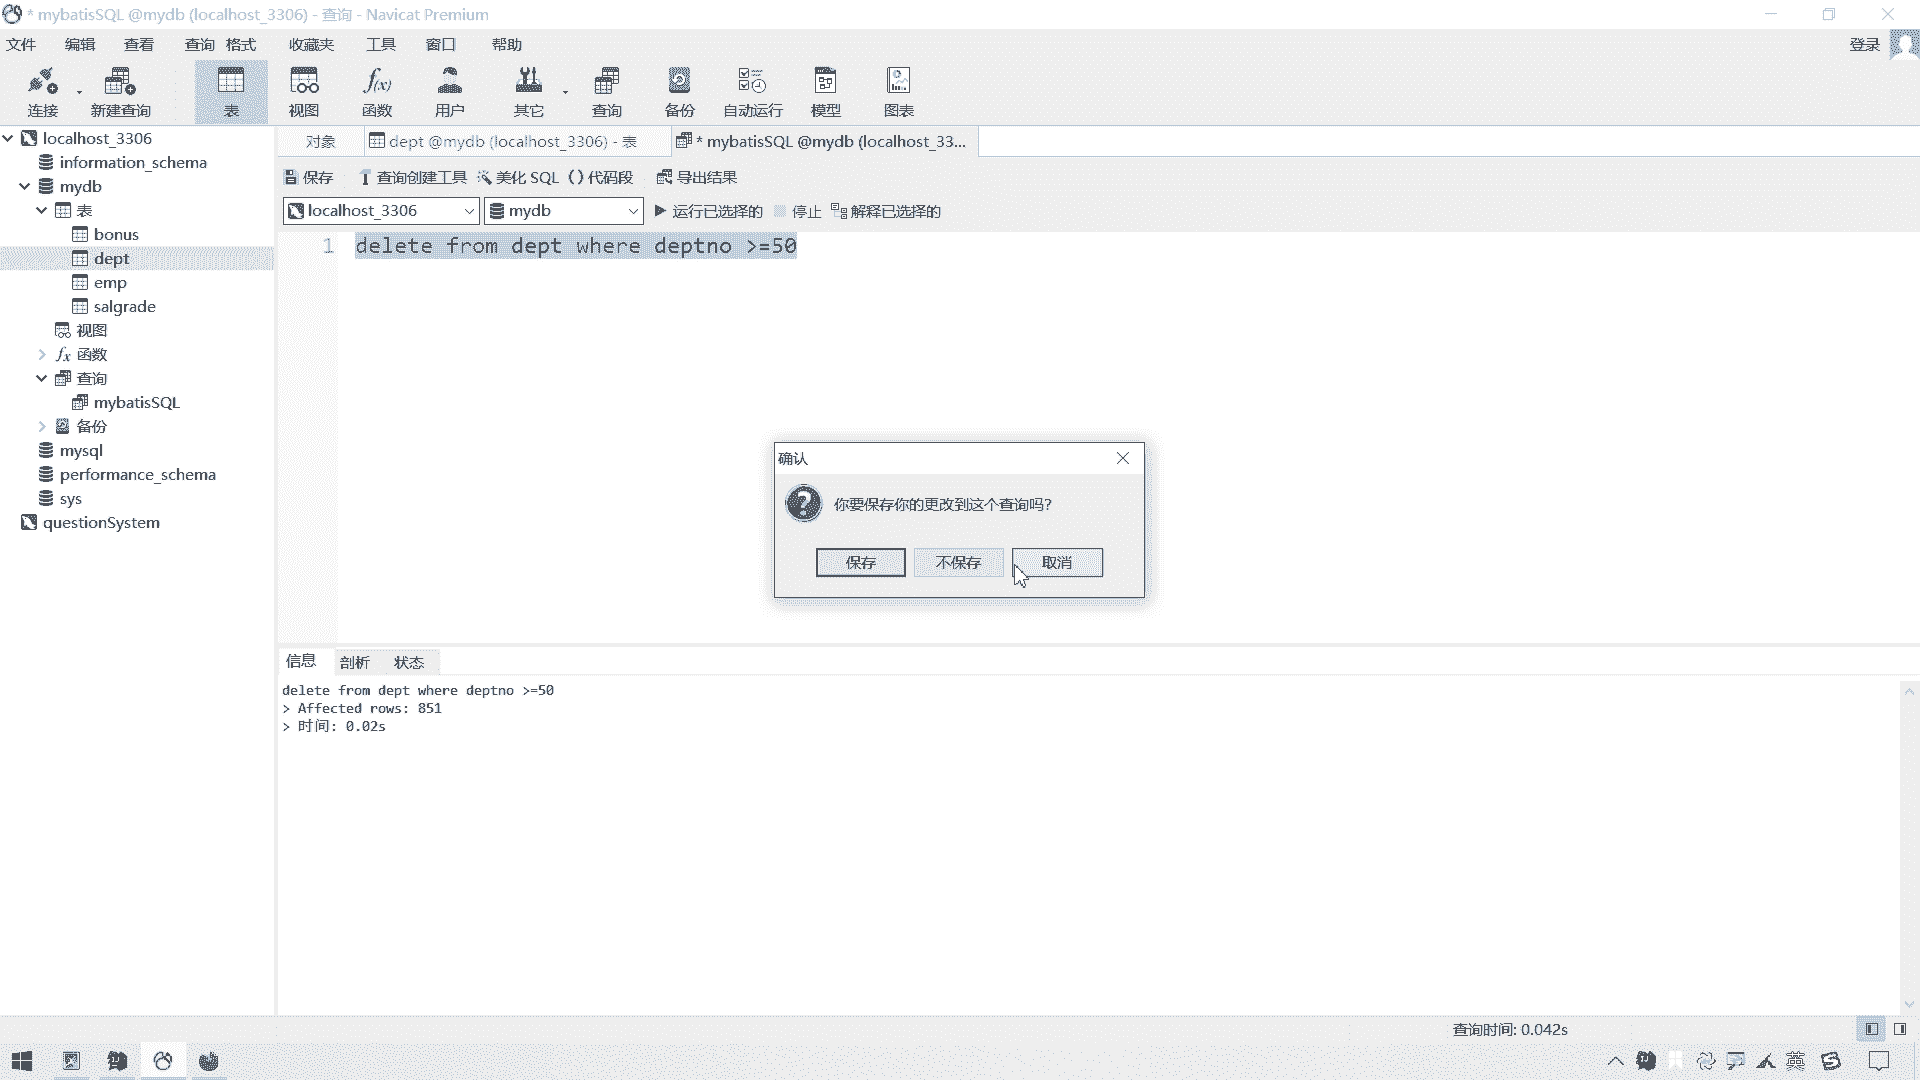 * mybatisSQL @mydb (localhost_3306) - 查询 - Navicat Premium
文件 编辑 查看 查询 格式 收藏夹 工具 窗口 帮助 登录
连接 新建查询 表 视图 函数 用户 其它 查询 备份 自动运行 模型 图表
localhost_3306
information_schema
mydb
表
bonus
dept
emp
salgrade
视图
函数
查询
mybatisSQL
备份
mysql
performance_schema
sys
questionSystem
对象 dept @mydb (localhost_3306) - 表 * mybatisSQL @mydb (localhost_33...
保存 查询创建工具 美化 SQL () 代码段 导出结果
localhost_3306 mydb 运行已选择的 停止 解释已选择的
1 delete from dept where deptno >=50
确认
你要保存你的更改到这个查询吗?
保存 不保存 取消
信息 剖析 状态
delete from dept where deptno >=50
> Affected rows: 851
> 时间: 0.02s
查询时间: 0.042s
英